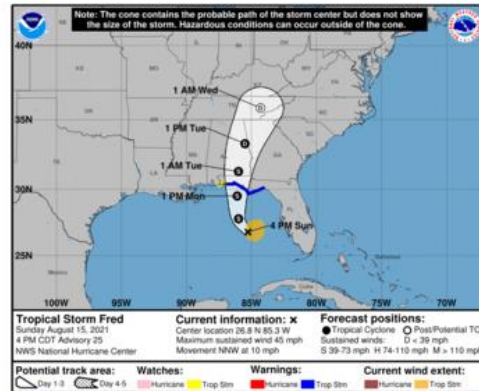 Note: The cone contains the probable path of the storm center but does not show
the size of the storm. Hazardous conditions can occur outside of the cone.
40N
35N
30N
25N
1 AM Wed
1 PM Tue
1 AM Tue
1 PM Mon
4 PM Sun
D
D
S
S
S
Mexico
Bahamas
100W 95W 90W 85W 80W 75W 70W 65W
Tropical Storm Fred
Sunday August 15, 2021
4 PM CDT Advisory 25
NWS National Hurricane Center
Current information: x
Center location 26.8 N 85.3 W
Maximum sustained wind 45 mph
Movement NNW at 10 mph
Forecast positions:
Tropical Cyclone Post/Potential TC
Sustained winds: D < 39 mph
S 39-73 mph H 74-110 mph M > 110 mph
Potential track area:
Day 1-3 Day 4-5
Watches:
Hurricane Trop Stm
Warnings:
Hurricane Trop Stm
Current wind extent:
Hurricane Trop Stm